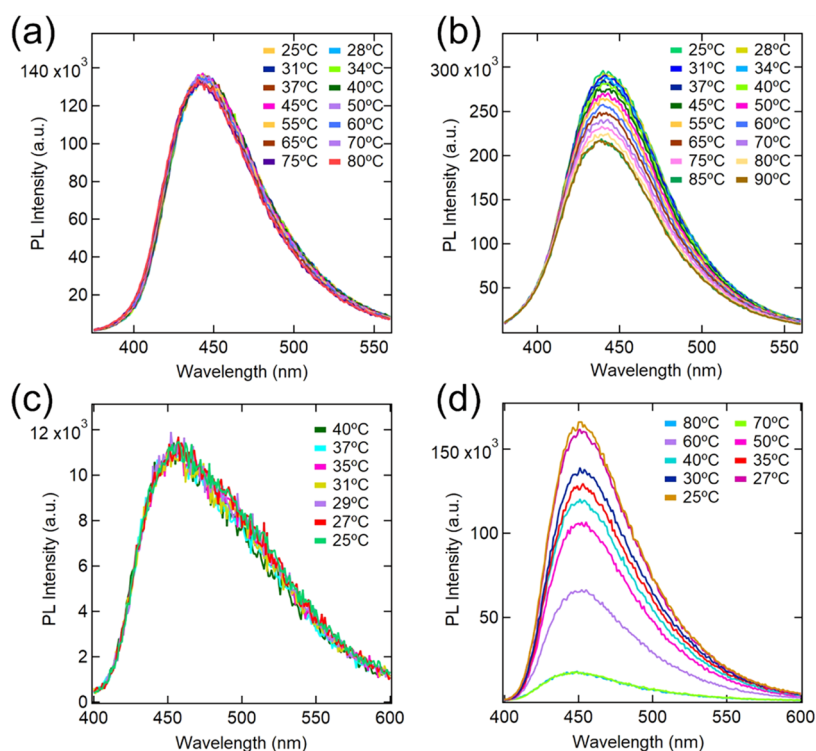 (a)
140 x10³
120
100
80
60
40
20
PL Intensity (a.u.)
25ºC 28ºC
31ºC 34ºC
37ºC 40ºC
45ºC 50ºC
55ºC 60ºC
65ºC 70ºC
75ºC 80ºC
400 450 500 550
Wavelength (nm)
(b)
300 x10³
250
200
150
100
50
PL Intensity (a.u.)
25ºC 28ºC
31ºC 34ºC
37ºC 40ºC
45ºC 50ºC
55ºC 60ºC
65ºC 70ºC
75ºC 80ºC
85ºC 90ºC
400 450 500 550
Wavelength (nm)
(c)
12 x10³
10
8
6
4
2
0
PL Intensity (a.u.)
40ºC
37ºC
35ºC
31ºC
29ºC
27ºC
25ºC
400 450 500 550 600
Wavelength (nm)
(d)
150 x10³
100
50
PL Intensity (a.u.)
80ºC 70ºC
60ºC 50ºC
40ºC 35ºC
30ºC 27ºC
25ºC
400 450 500 550 600
Wavelength (nm)